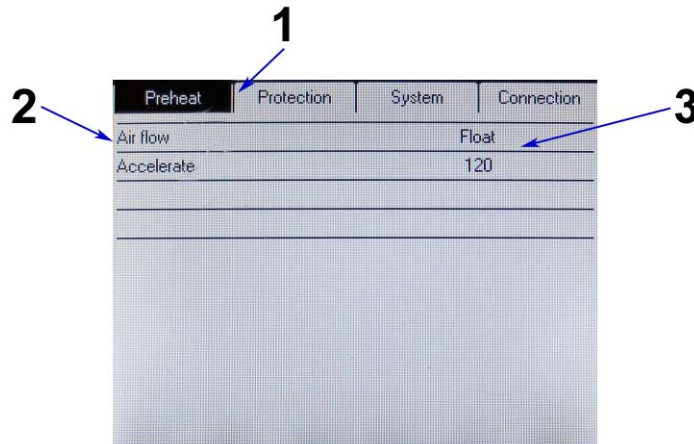 1
2
3
Preheat Protection System Connection
Air flow Float
Accelerate 120